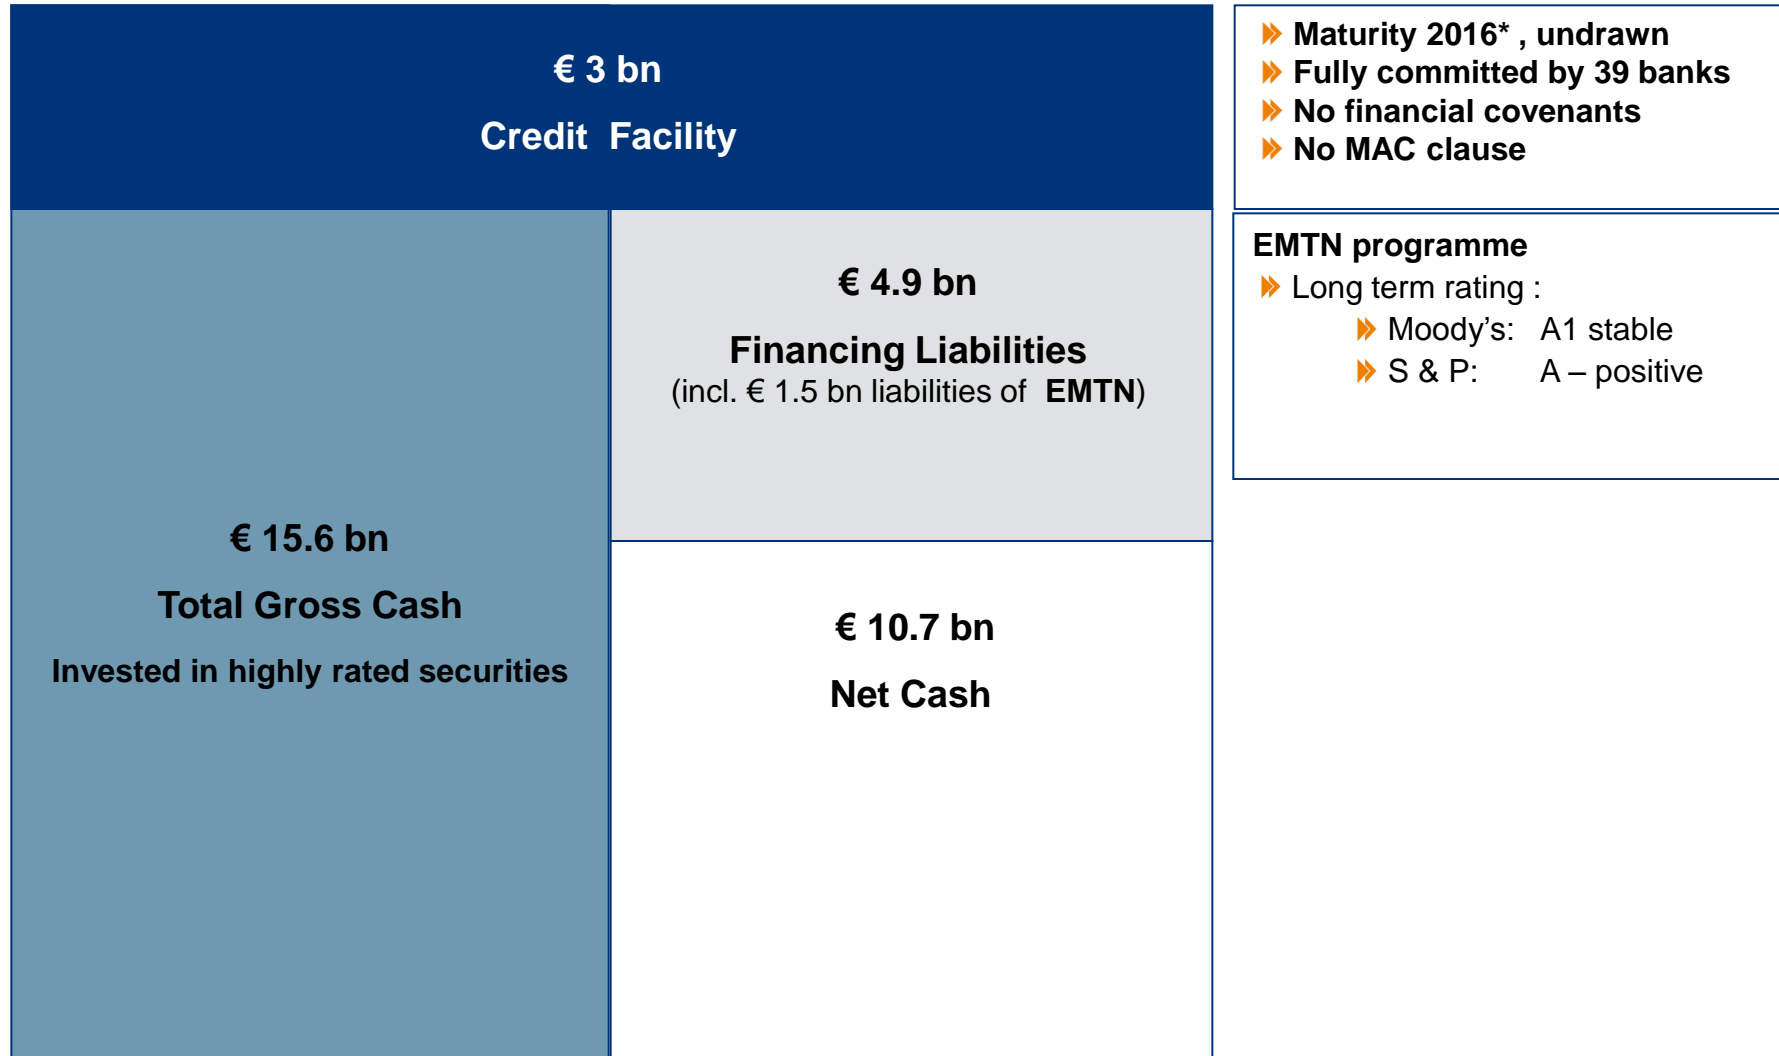 € 3 bn
Credit Facility
€ 15.6 bn
Total Gross Cash
Invested in highly rated securities
€ 4.9 bn
Financing Liabilities
(incl. € 1.5 bn liabilities of EMTN)
€ 10.7 bn
Net Cash
Maturity 2016* , undrawn
Fully committed by 39 banks
No financial covenants
No MAC clause
EMTN programme
Long term rating :
Moody’s: A1 stable
S & P: A – positive